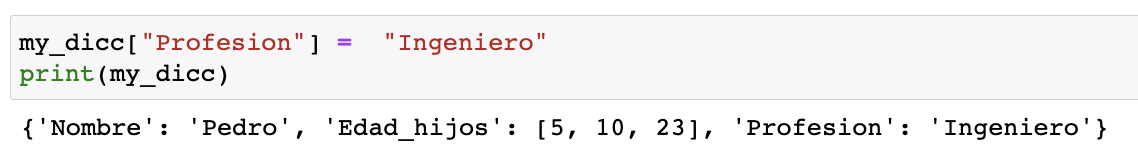 my_dicc["Profesion"] =  "Ingeniero"
print(my_dicc)
{'Nombre': 'Pedro', 'Edad_hijos': [5, 10, 23], 'Profesion': 'Ingeniero'}